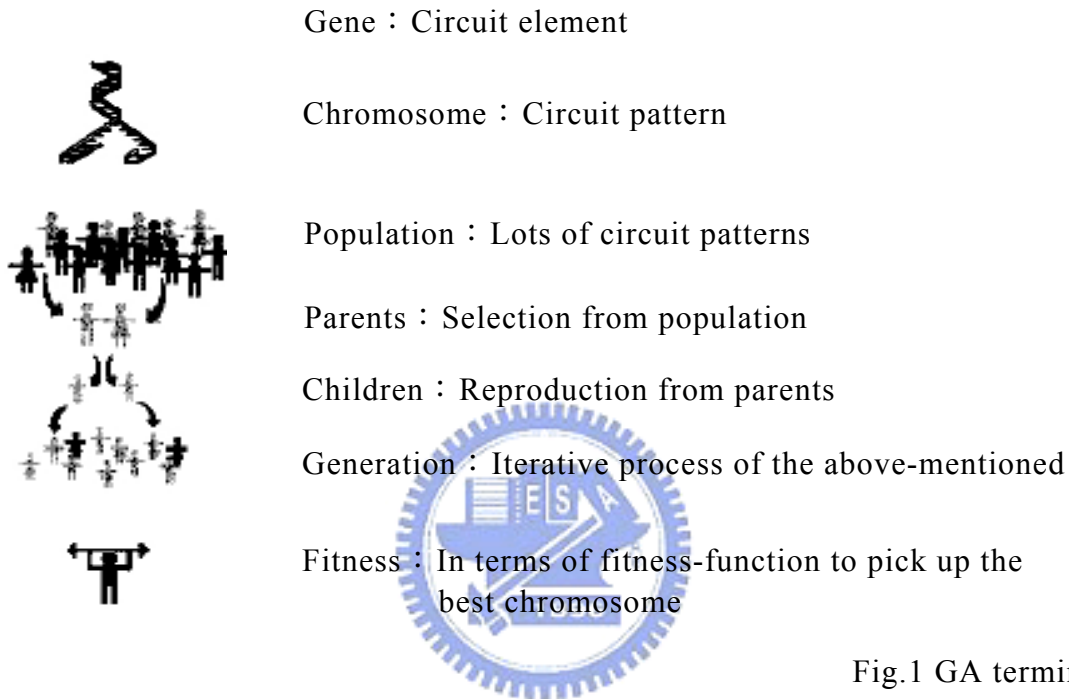 Gene：Circuit element
Chromosome：Circuit pattern
Population：Lots of circuit patterns
Parents：Selection from population
Children：Reproduction from parents
Generation：Iterative process of the above-mentioned
E S A
Fitness：In terms of fitness-function to pick up the
best chromosome
Fig.1 GA termin